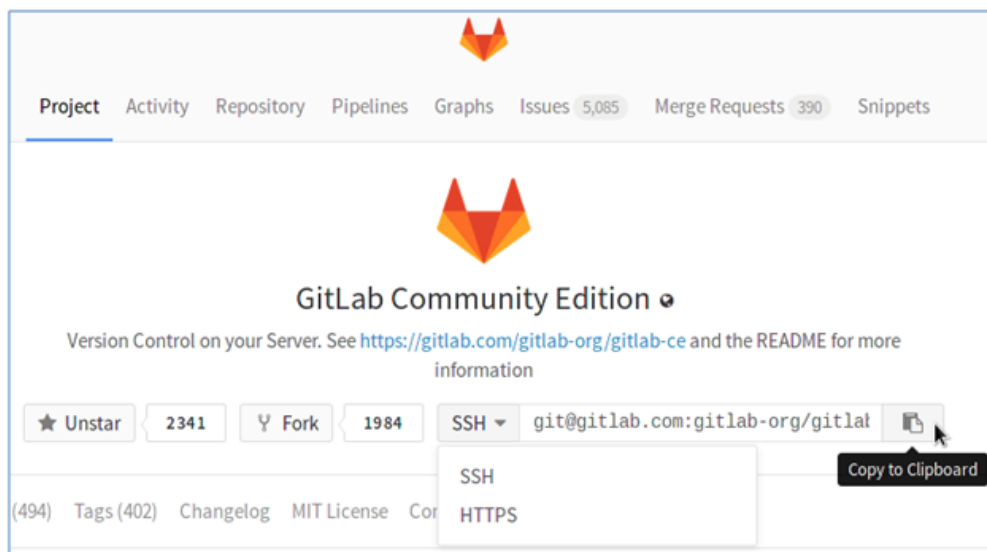 Project Activity Repository Pipelines Graphs Issues 5,085 Merge Requests 390 Snippets
GitLab Community Edition
Version Control on your Server. See https://gitlab.com/gitlab-org/gitlab-ce and the README for more
information
Unstar 2341 Fork 1984 SSH git@gitlab.com:gitlab-org/gitlab
Copy to Clipboard
SSH
HTTPS
(494) Tags (402) Changelog MIT License